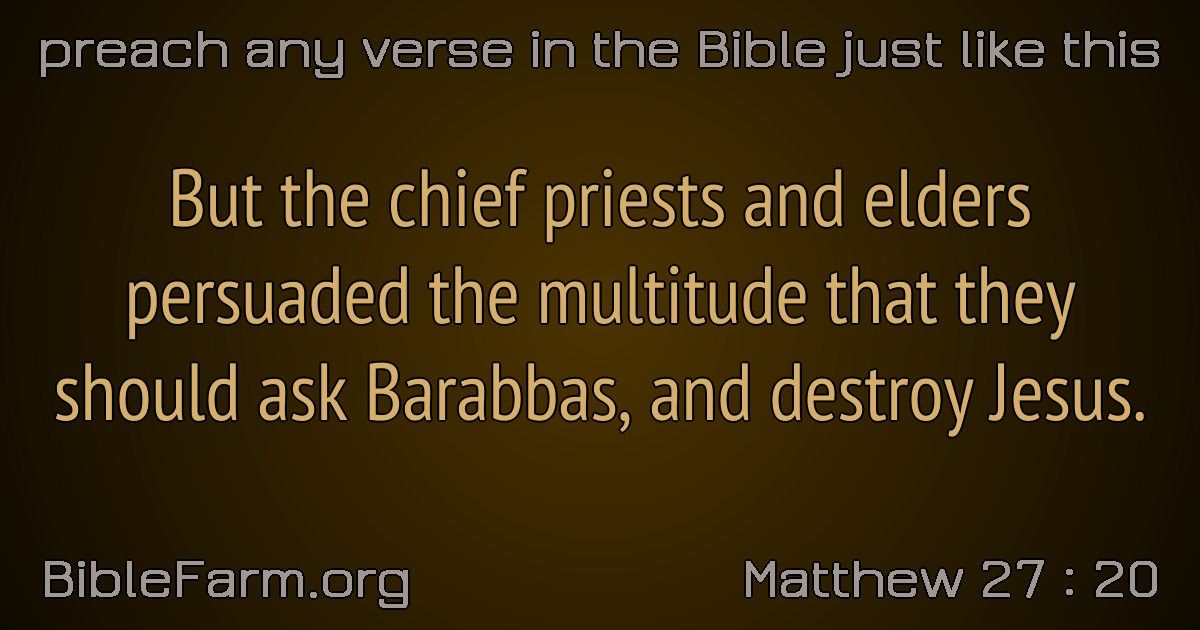 preach any verse in the Bible just like this
But the chief priests and elders
persuaded the multitude that they
should ask Barabbas, and destroy Jesus.
BibleFarm.org
Matthew 27 : 20